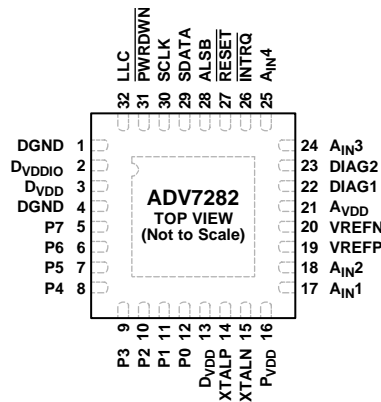 32 LLC
31 PWRDWN
30 SCLK
29 SDATA
28 ALSB
27 RESET
26 INTRQ
25 AIN4
DGND 1
DVDDIO 2
DVDD 3
DGND 4
P7 5
P6 6
P5 7
P4 8
ADV7282
TOP VIEW
(Not to Scale)
24 AIN3
23 DIAG2
22 DIAG1
21 AVDD
20 VREFN
19 VREFP
18 AIN2
17 AIN1
P3 9
P2 10
P1 11
P0 12
DVDD 13
XTALP 14
XTALN 15
PVDD 16